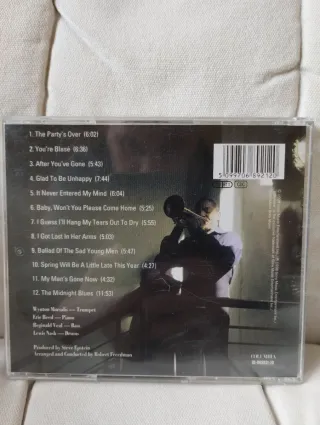 1. The Party's Over (6:02)
2. You're Blasé (6:36)
3. After You've Gone (5:43)
4. Glad To Be Unhappy (7:44)
5. It Never Entered My Mind (6:04)
6. Baby, Won't You Please Come Home (5:25)
7. I Guess I'll Hang My Tears Out To Dry (5:55)
8. I Got Lost In Her Arms (5:03)
9. Ballad Of The Sad Young Men (5:47)
10. Spring Will Be A Little Late This Year (4:37)
11. My Man's Gone Now (4:32)
12. The Midnight Blues (11:53)
Wynton Marsalis — Trumpet
Eric Reed — Piano
Reginald Veal — Bass
Lewis Nash — Drums
Produced by Steve Epstein
Arranged and Conducted by Robert Freedman
5 099706 892120
COLUMBIA